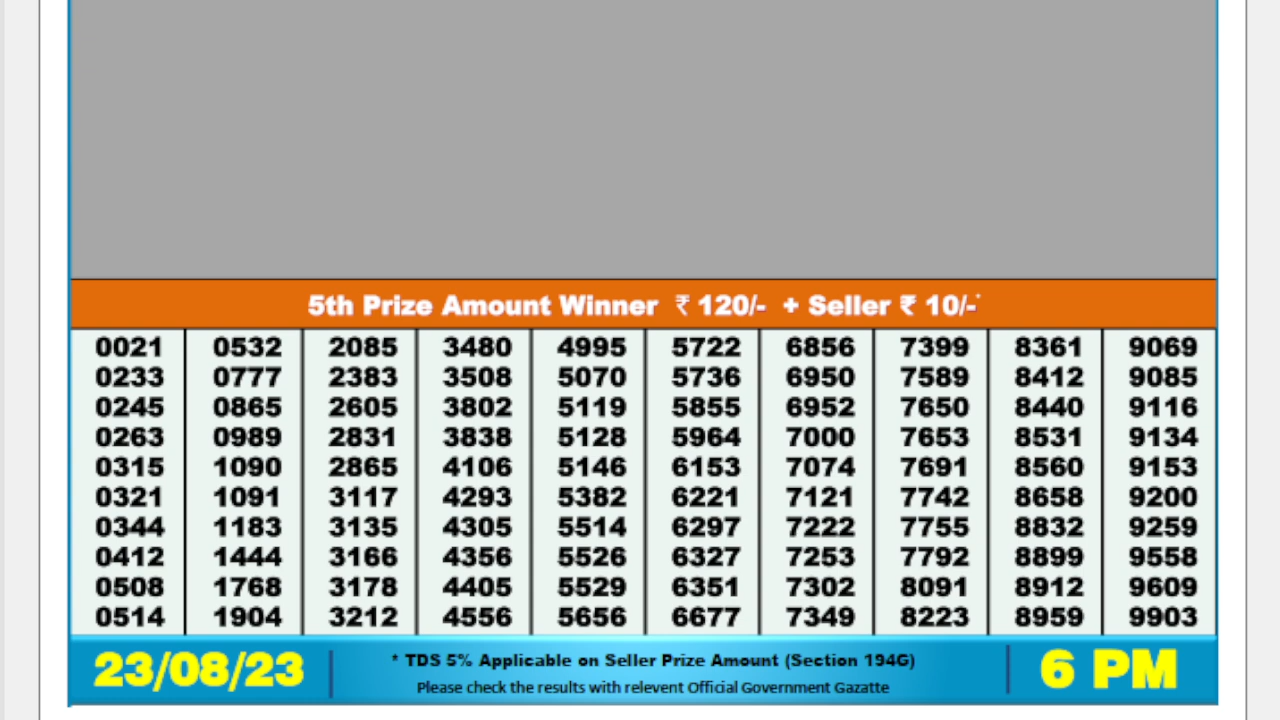 5th Prize Amount Winner ₹ 120/- + Seller ₹ 10/-*
0021 0532 2085 3480 4995 5722 6856 7399 8361 9069
0233 0777 2383 3508 5070 5736 6950 7589 8412 9085
0245 0865 2605 3802 5119 5855 6952 7650 8440 9116
0263 0989 2831 3838 5128 5964 7000 7653 8531 9134
0315 1090 2865 4106 5146 6153 7074 7691 8560 9153
0321 1091 3117 4293 5382 6221 7121 7742 8658 9200
0344 1183 3135 4305 5514 6297 7222 7755 8832 9259
0412 1444 3166 4356 5526 6327 7253 7792 8899 9558
0508 1768 3178 4405 5529 6351 7302 8091 8912 9609
0514 1904 3212 4556 5656 6677 7349 8223 8959 9903
23/08/23
* TDS 5% Applicable on Seller Prize Amount (Section 194G)
Please check the results with relevent Official Government Gazatte
6 PM